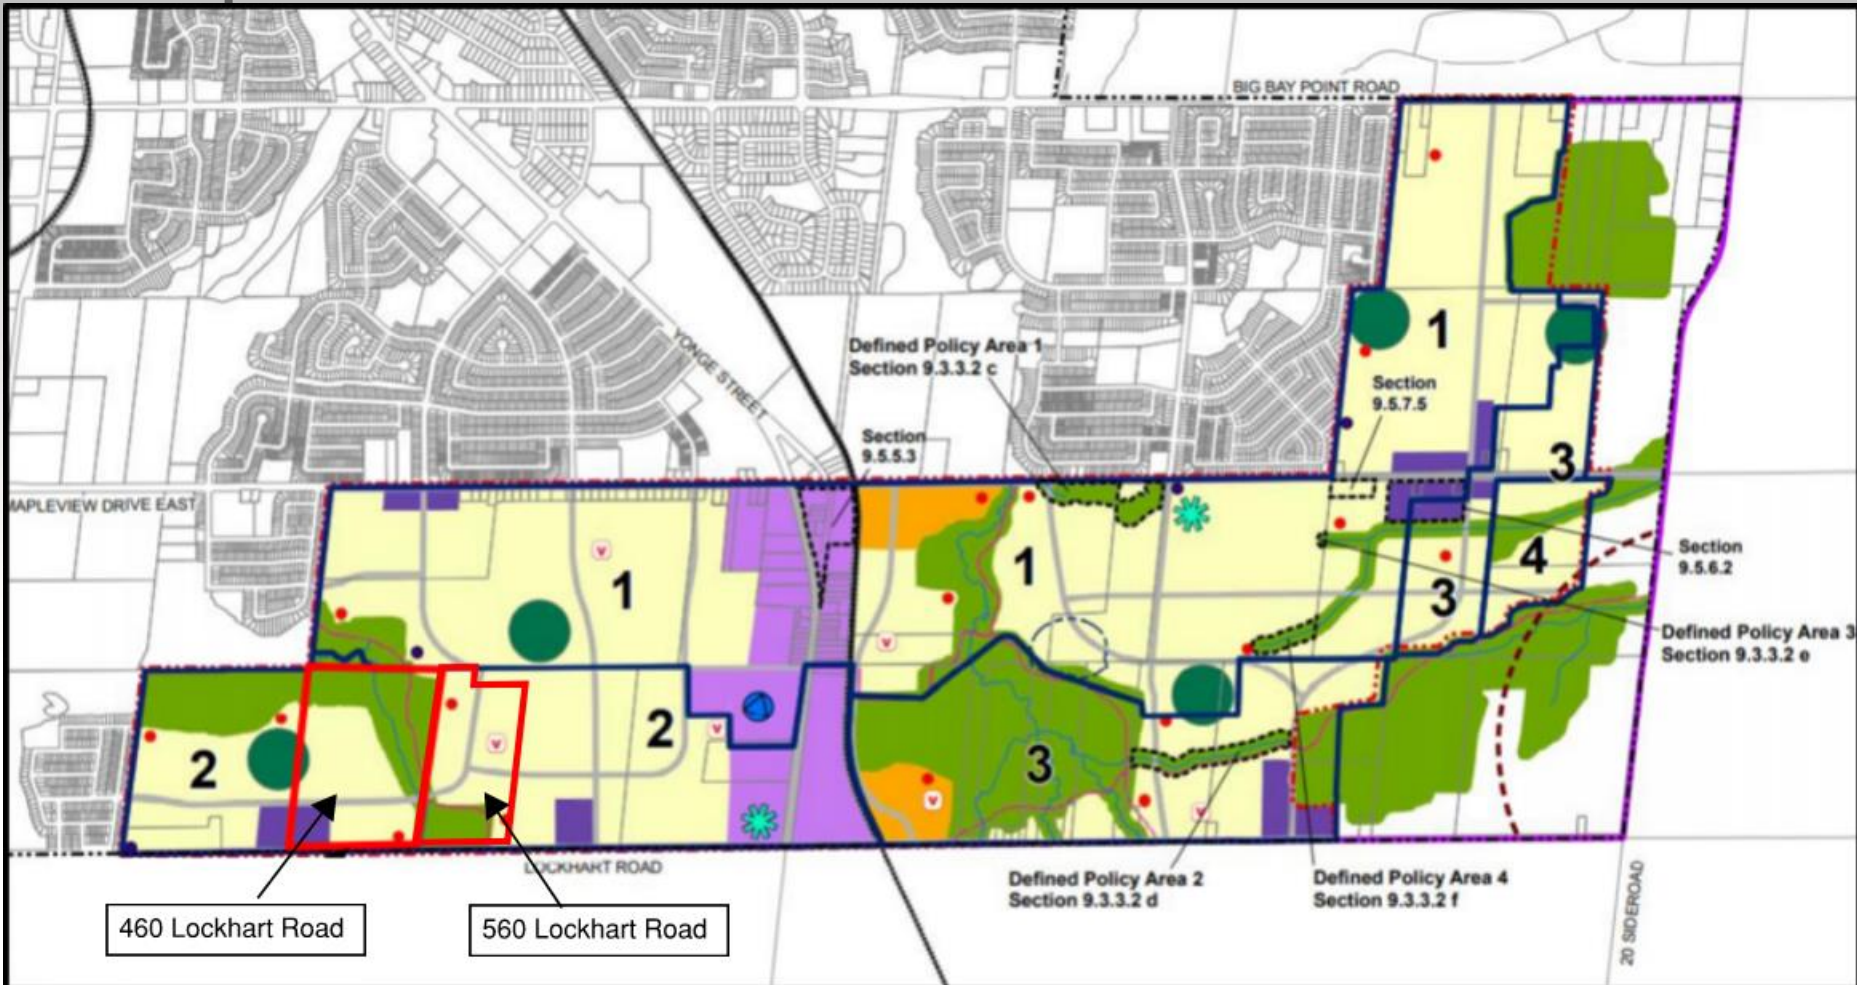 BIG BAY POINT ROAD
YONGE STREET
Defined Policy Area 1
Section 9.3.3.2 c
1
Section
9.5.7.5
Section
9.5.5.3
3
MAPLEVIEW DRIVE EAST
1
1
3
4
Section
9.5.6.2
Defined Policy Area 3
Section 9.3.3.2 e
2
2
3
LOCKHART ROAD
Defined Policy Area 2
Section 9.3.3.2 d
Defined Policy Area 4
Section 9.3.3.2 f
20 SIDEROAD
460 Lockhart Road
560 Lockhart Road
V
V
V
V
V
V